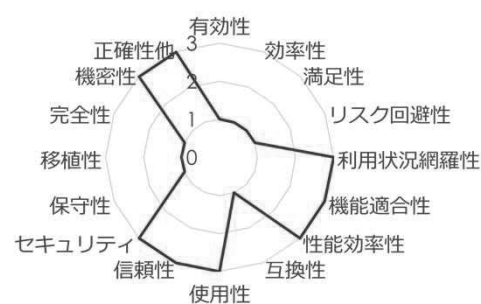 有効性
効率性
満足性
リスク回避性
利用状況網羅性
機能適合性
性能効率性
互換性
使用性
信頼性
セキュリティ
保守性
移植性
完全性
機密性
正確性他
3
2
1
0